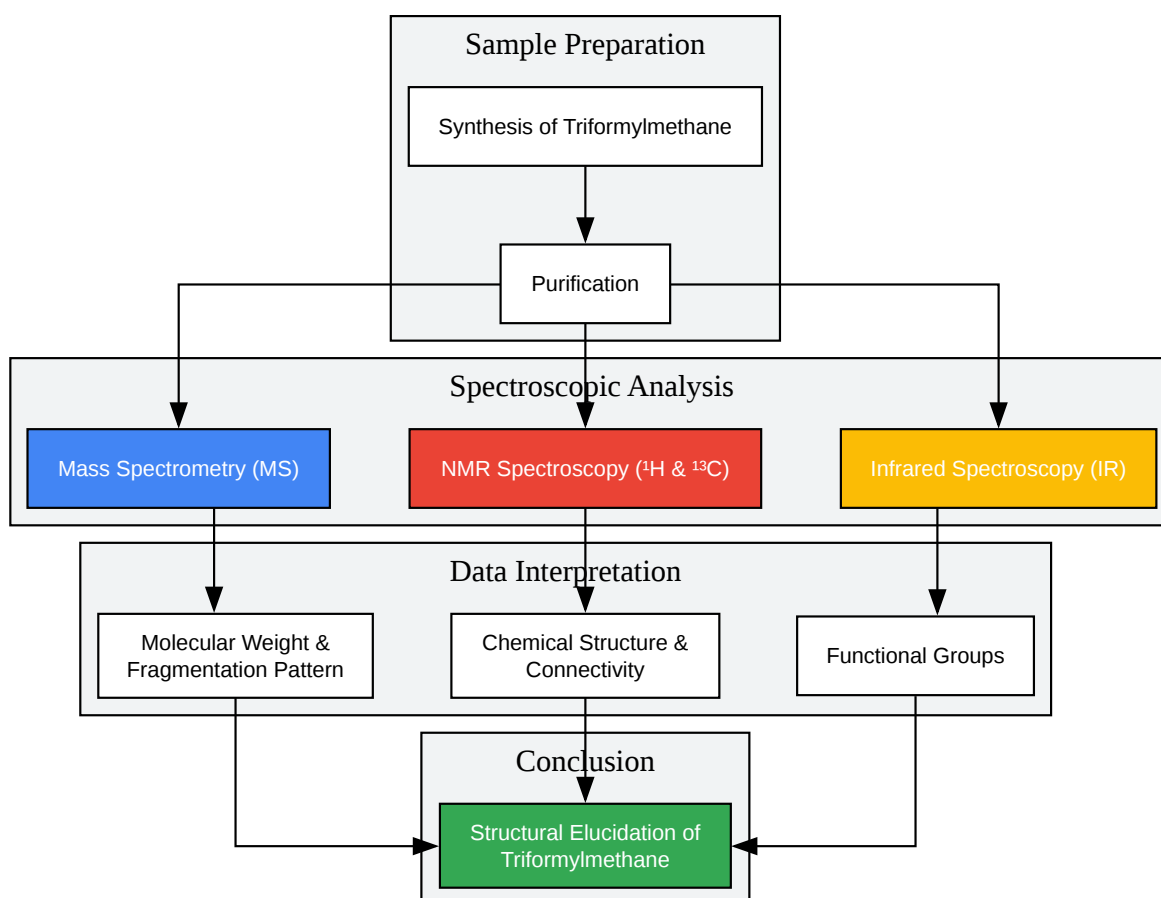 Sample Preparation
Synthesis of Triformylmethane
Purification
Spectroscopic Analysis
Mass Spectrometry (MS)
NMR Spectroscopy (¹H & ¹³C)
Infrared Spectroscopy (IR)
Data Interpretation
Molecular Weight &
Fragmentation Pattern
Chemical Structure &
Connectivity
Functional Groups
Conclusion
Structural Elucidation of
Triformylmethane